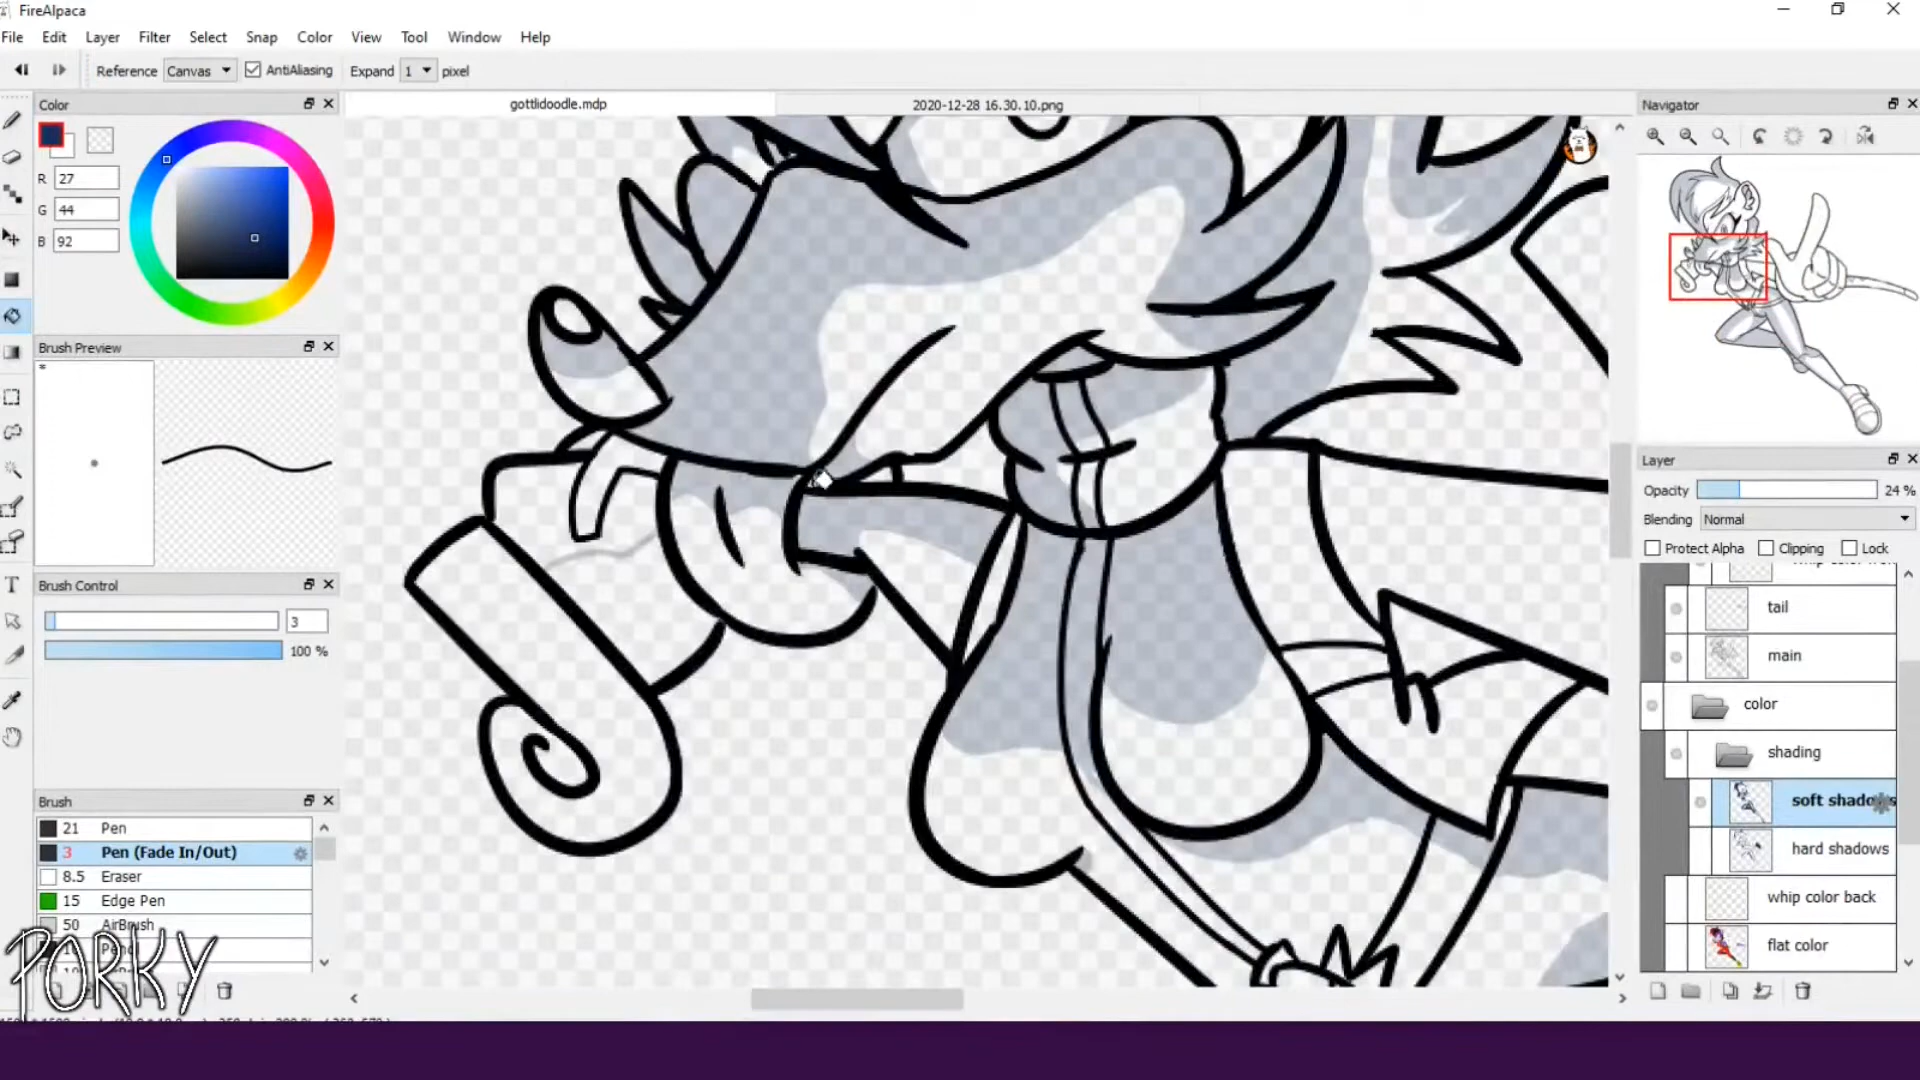 FireAlpaca
File Edit Layer Filter Select Snap Color View Tool Window Help
Reference Canvas AntiAliasing Expand 1 pixel
Color
gottlidoodle.mdp
2020-12-28 16.30.10.png
Navigator
R 27
G 44
B 92
Brush Preview
*
Layer
Opacity 24 %
Blending Normal
Protect Alpha Clipping Lock
tail
main
color
shading
soft shadows
hard shadows
whip color back
flat color
Brush Control
3
100 %
Brush
21 Pen
3 Pen (Fade In/Out)
8.5 Eraser
15 Edge Pen
50 AirBrush
PORKY